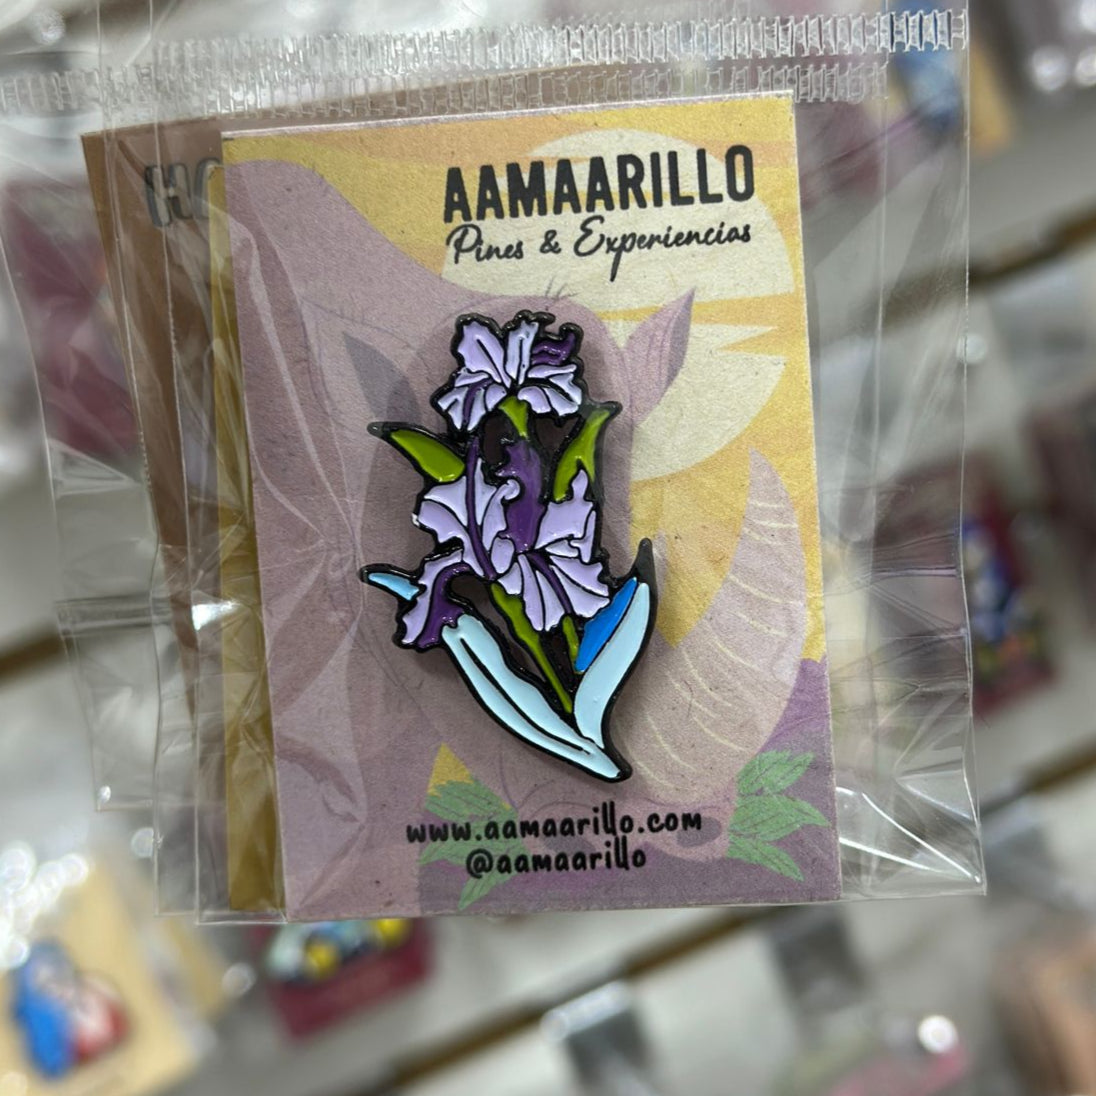 AAMAARILLO
Pines & Experiencias
www.aamaarillo.com
@aamaarillo